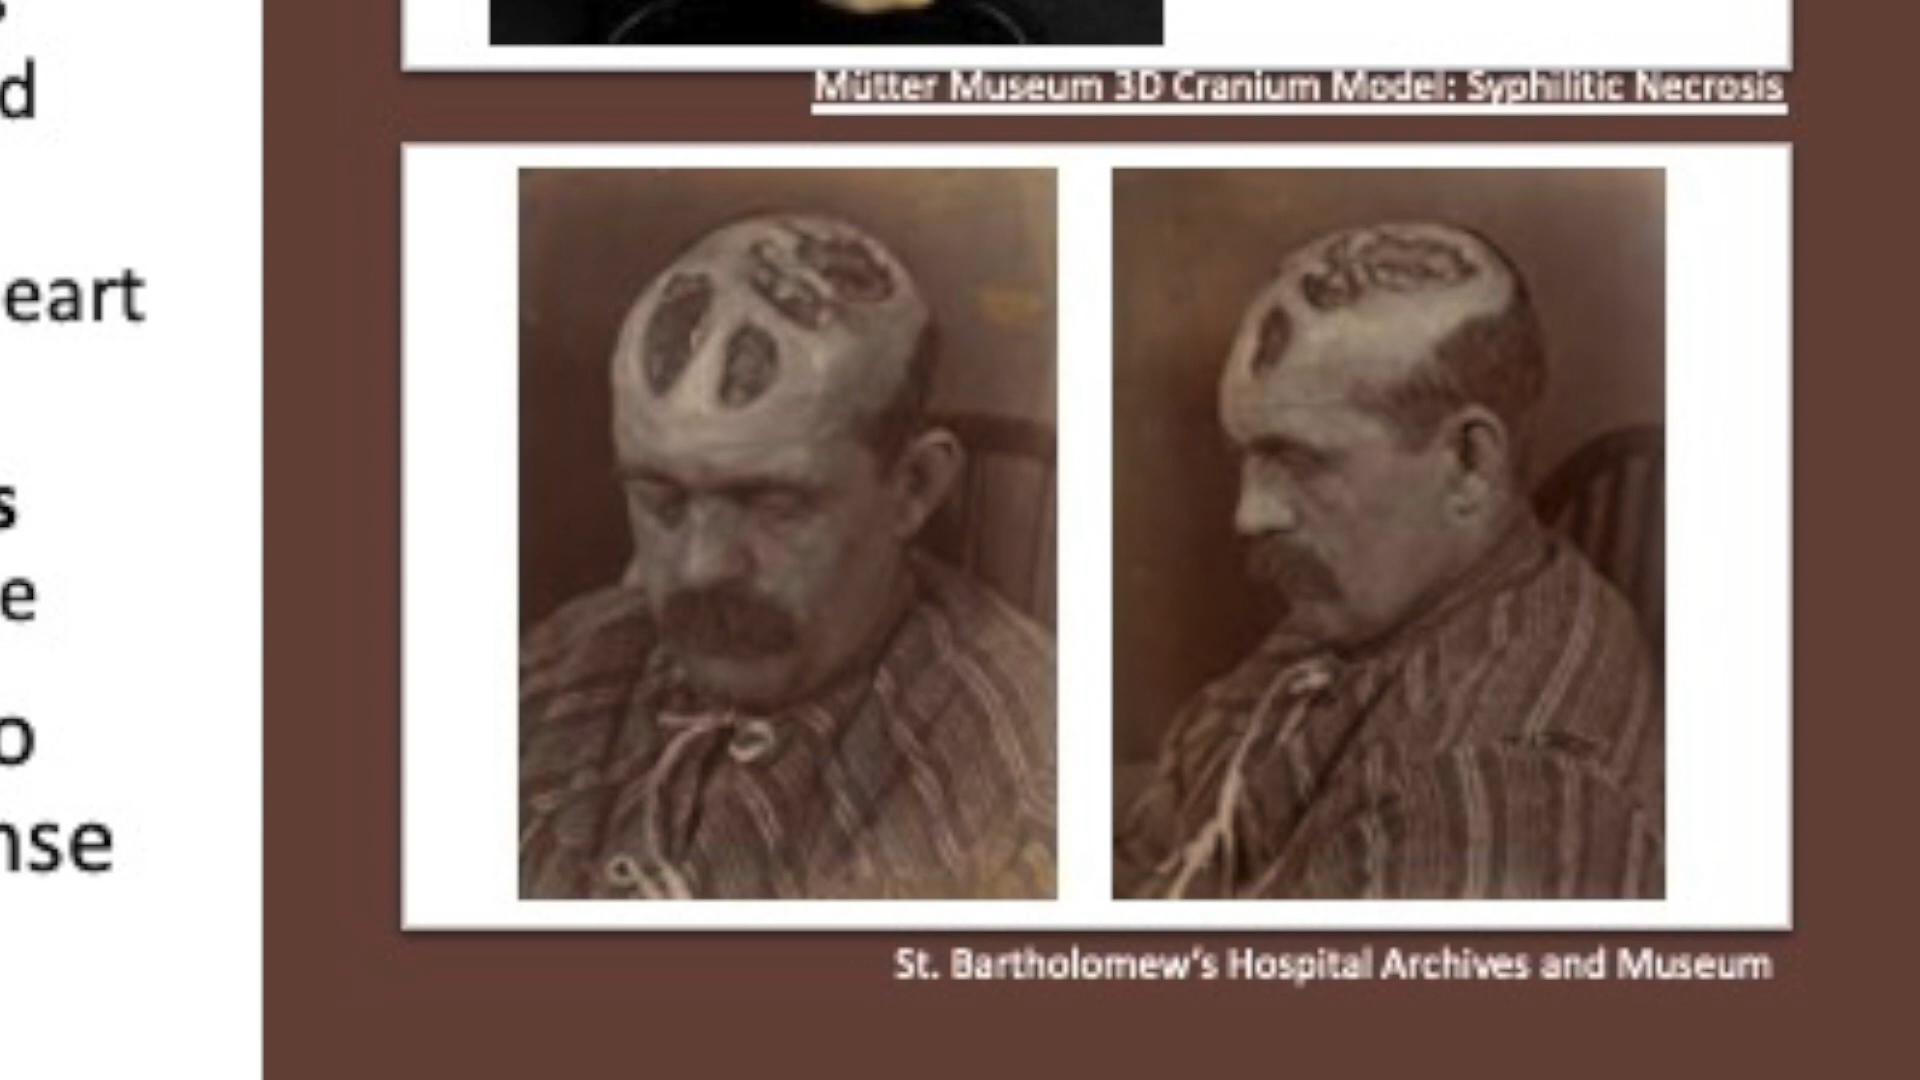 d
eart
s
e
o
nse
Mütter Museum 3D Cranium Model: Syphilitic Necrosis
St. Bartholomew's Hospital Archives and Museum